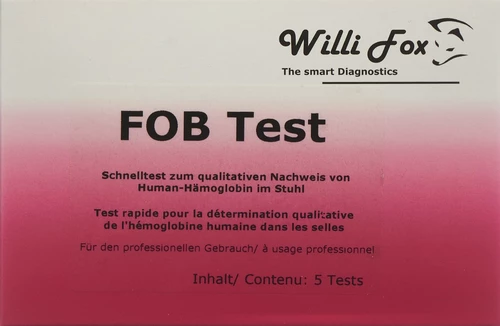 Willi Fox
The smart Diagnostics
FOB Test
Schnelltest zum qualitativen Nachweis von
Human-Hämoglobin im Stuhl
Test rapide pour la détermination qualitative
de l'hémoglobine humaine dans les selles
Für den professionellen Gebrauch/ à usage professionnel
Inhalt/ Contenu: 5 Tests